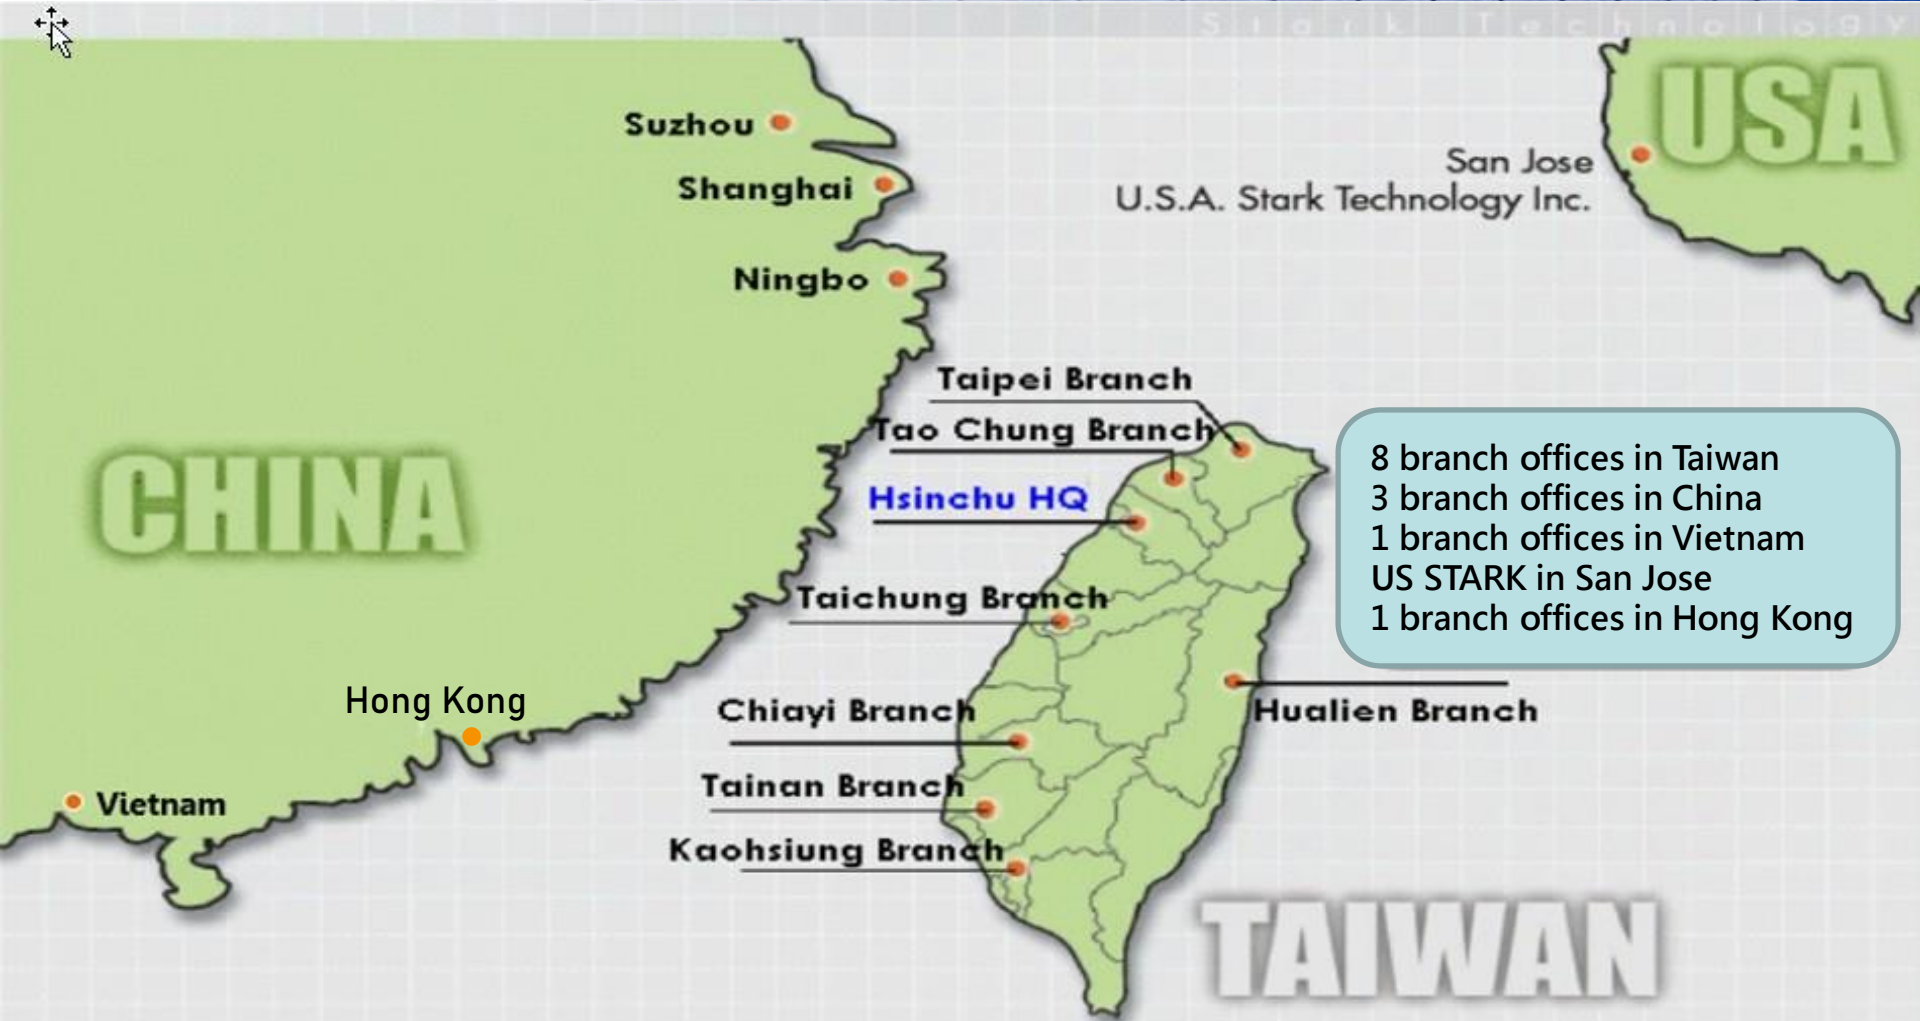 Stark Technology
USA
Suzhou
San Jose
U.S.A. Stark Technology Inc.
Shanghai
Ningbo
Taipei Branch
Tao Chung Branch
Hsinchu HQ
CHINA
8 branch offices in Taiwan
3 branch offices in China
1 branch offices in Vietnam
US STARK in San Jose
1 branch offices in Hong Kong
Taichung Branch
Hong Kong
Chiayi Branch
Hualien Branch
Tainan Branch
Vietnam
Kaohsiung Branch
TAIWAN